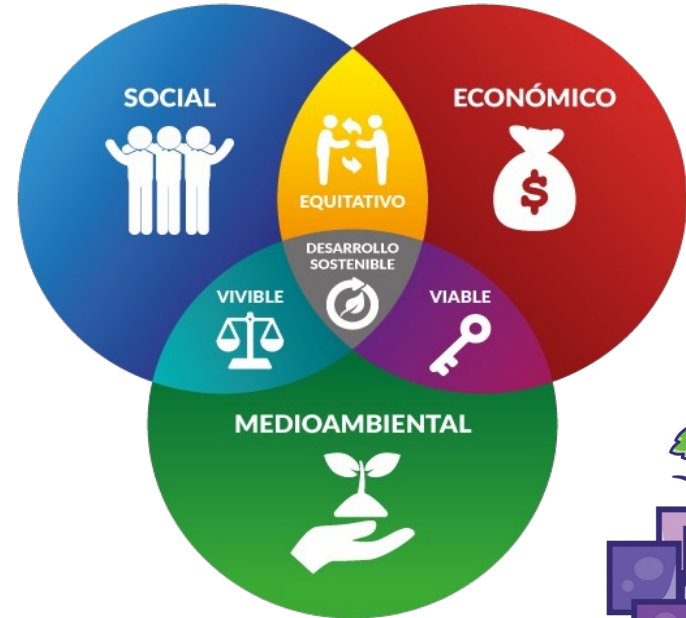 SOCIAL
ECONÓMICO
$
EQUITATIVO
DESARROLLO
SOSTENIBLE
VIVIBLE
VIABLE
MEDIOAMBIENTAL